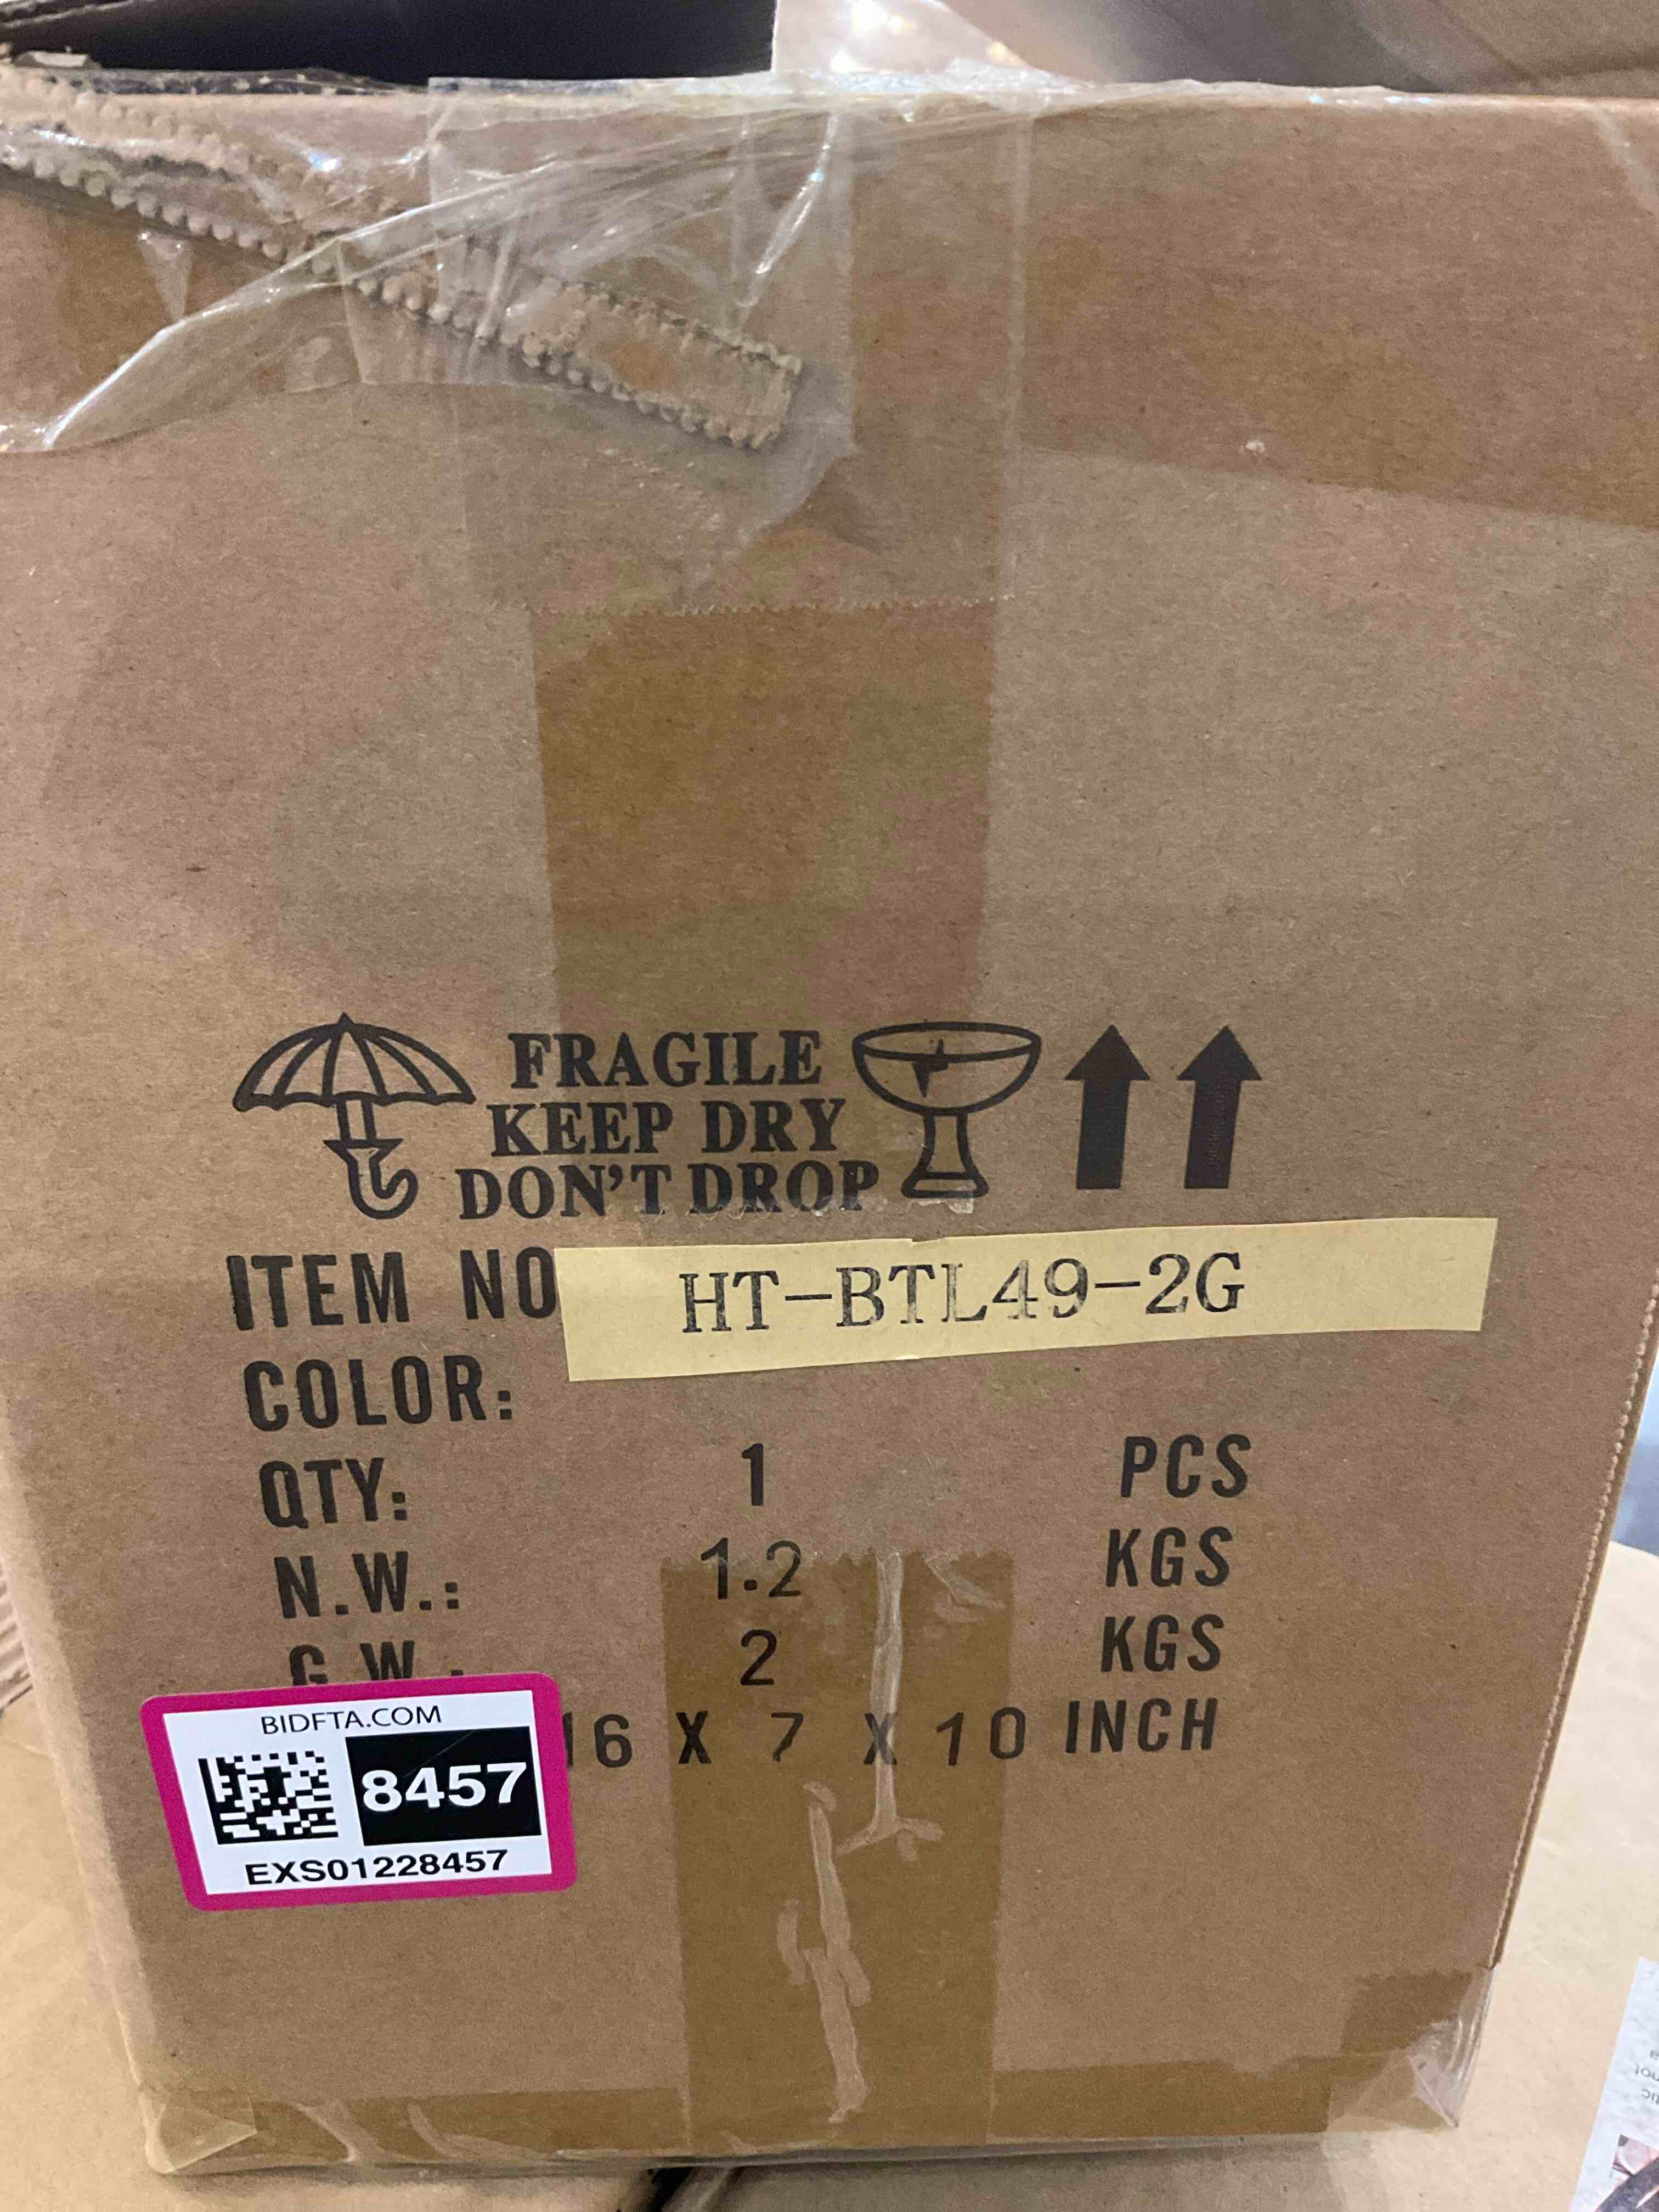 FRAGILE
KEEP DRY
DON'T DROP
ITEM NO HT-BTL49-2G
COLOR:
QTY: 1 PCS
N.W.: 1.2 KGS
G.W.: 2 KGS
16 X 7 X 10 INCH
BIDFTA.COM
8457
EXS01228457